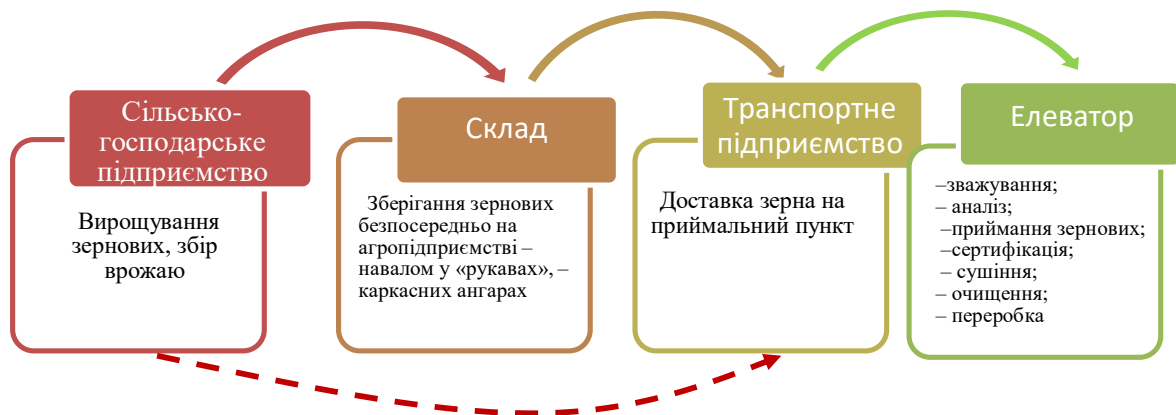 Сільсько-
господарське
підприємство
Вирощування
зернових, збір
врожаю
Склад
Зберігання зернових
безпосередньо на
агропідприємстві –
навалом у «рукавах», –
каркасних ангарах
Транспортне
підприємство
Доставка зерна на
приймальний пункт
Елеватор
–зважування;
– аналіз;
–приймання зернових;
–сертифікація;
– сушіння;
– очищення;
– переробка